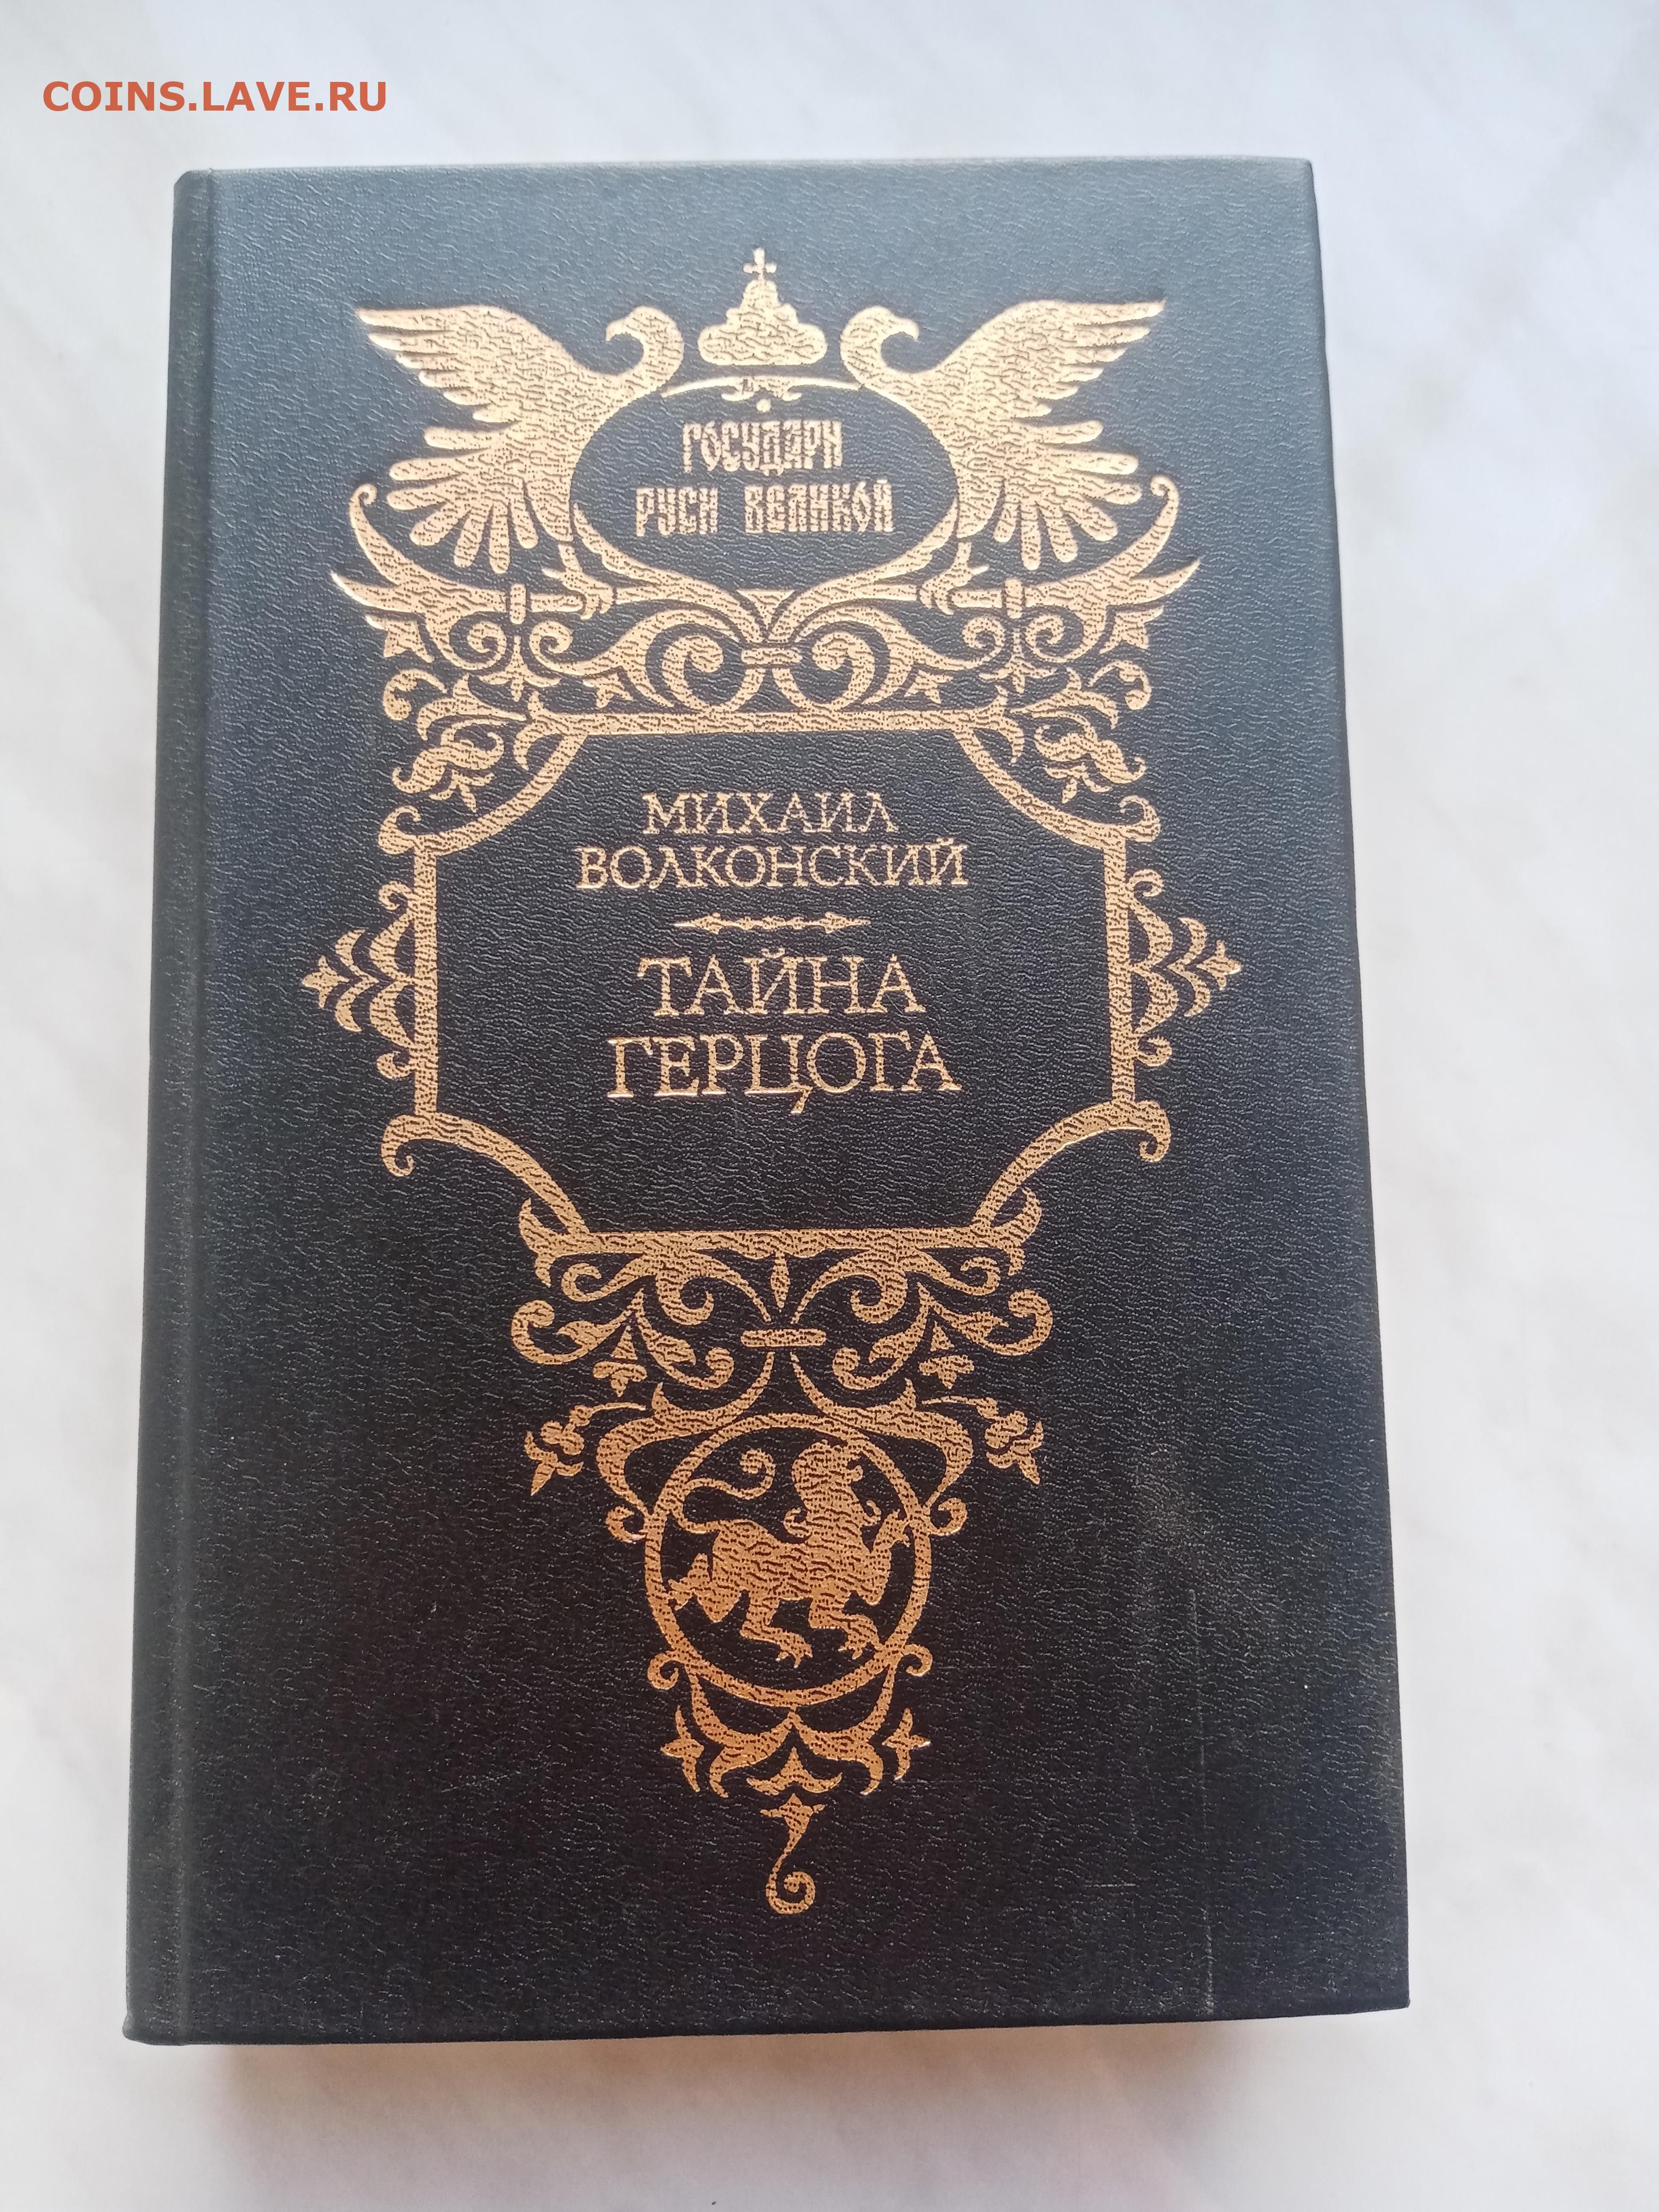 COINS.LAVE.RU
ГОСУДАРИ
РУСИ ВЕЛИКОЙ
МИХАИЛ
ВОЛКОНСКИЙ
ТАЙНА
ГЕРЦОГА